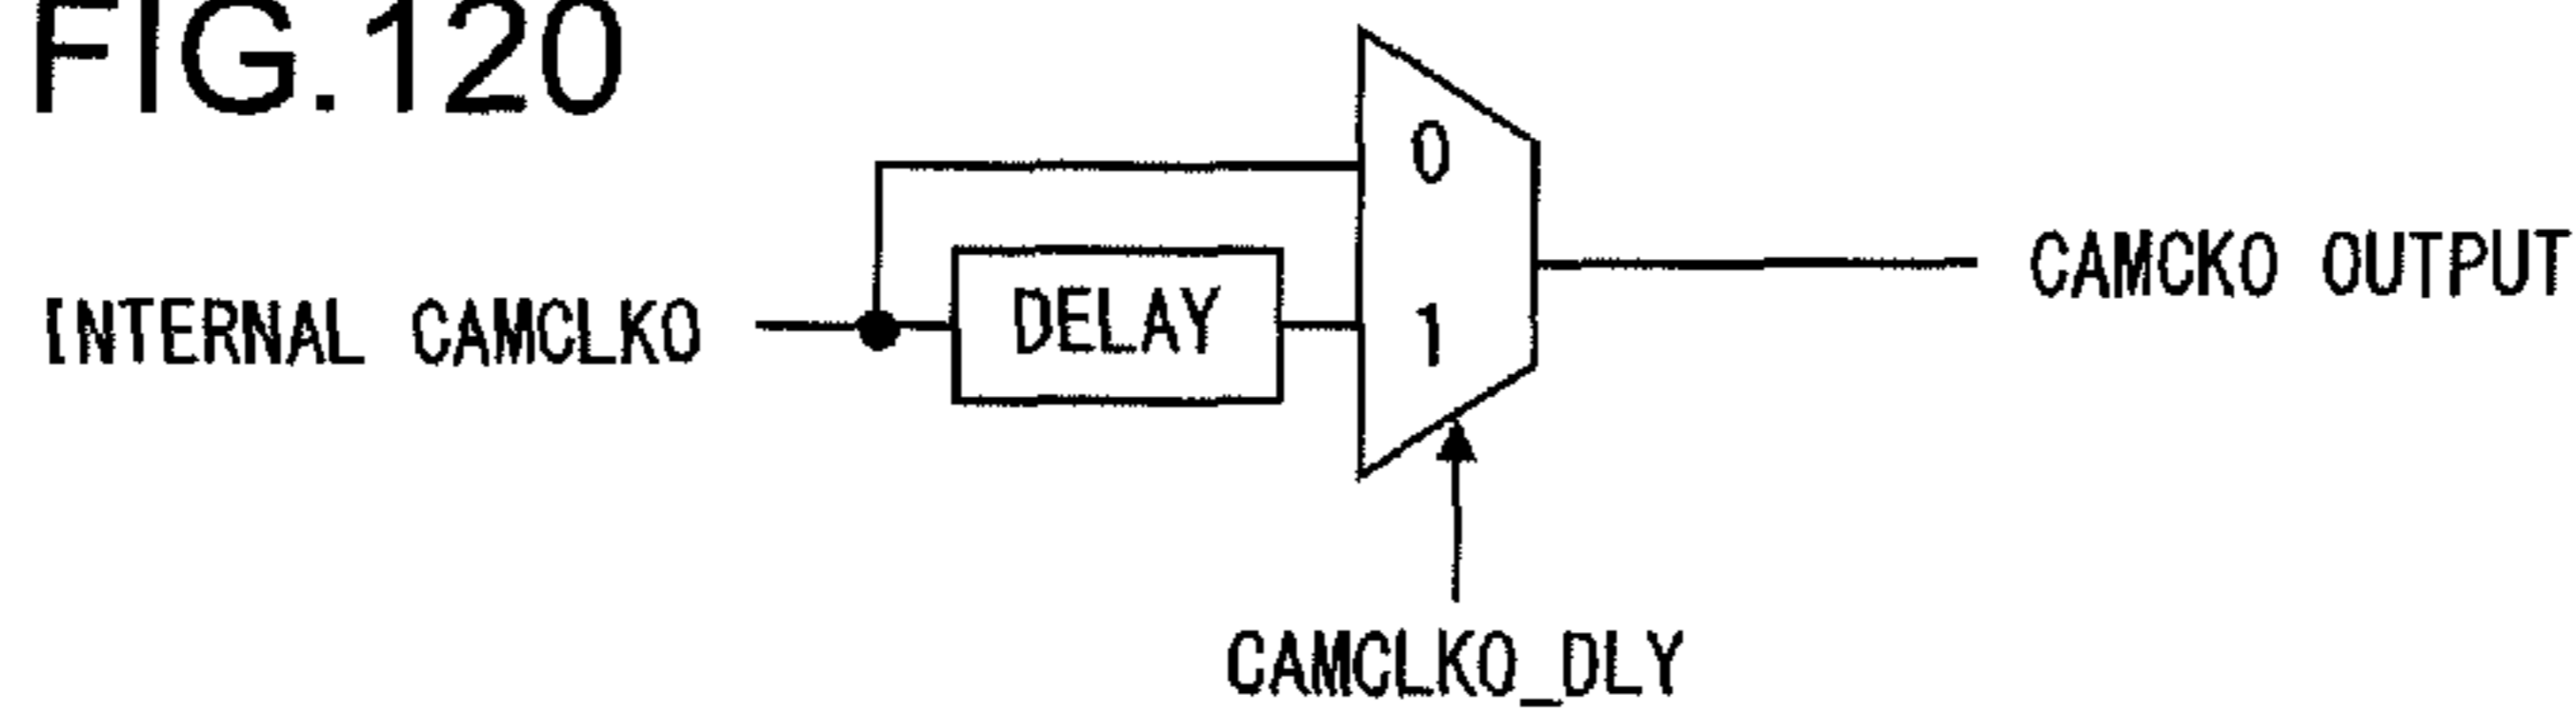 FIG.120
0
INTERNAL CAMCLKO
DELAY
1
CAMCKO OUTPUT
CAMCLKO_DLY